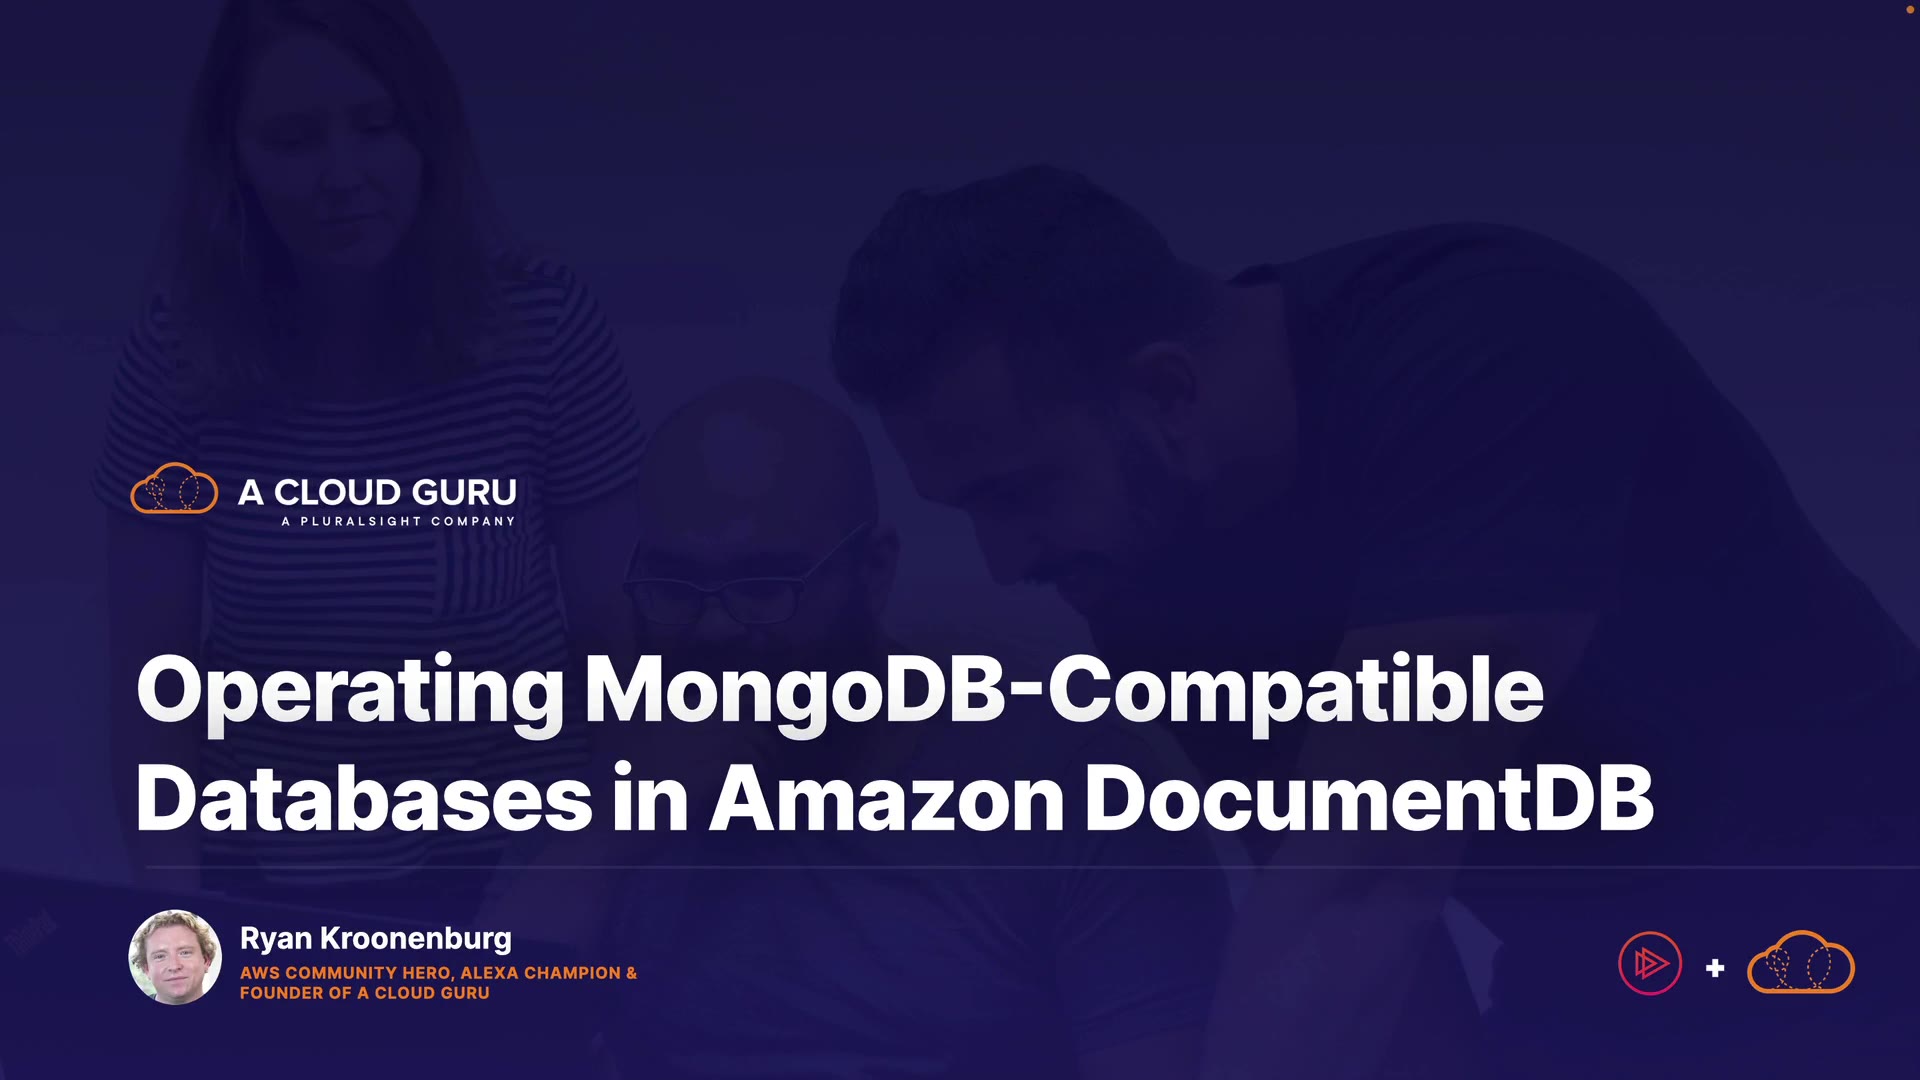 A CLOUD GURU
A PLURALSIGHT COMPANY
Operating MongoDB-Compatible
Databases in Amazon DocumentDB
Ryan Kroonenburg
AWS COMMUNITY HERO, ALEXA CHAMPION &
FOUNDER OF A CLOUD GURU
+